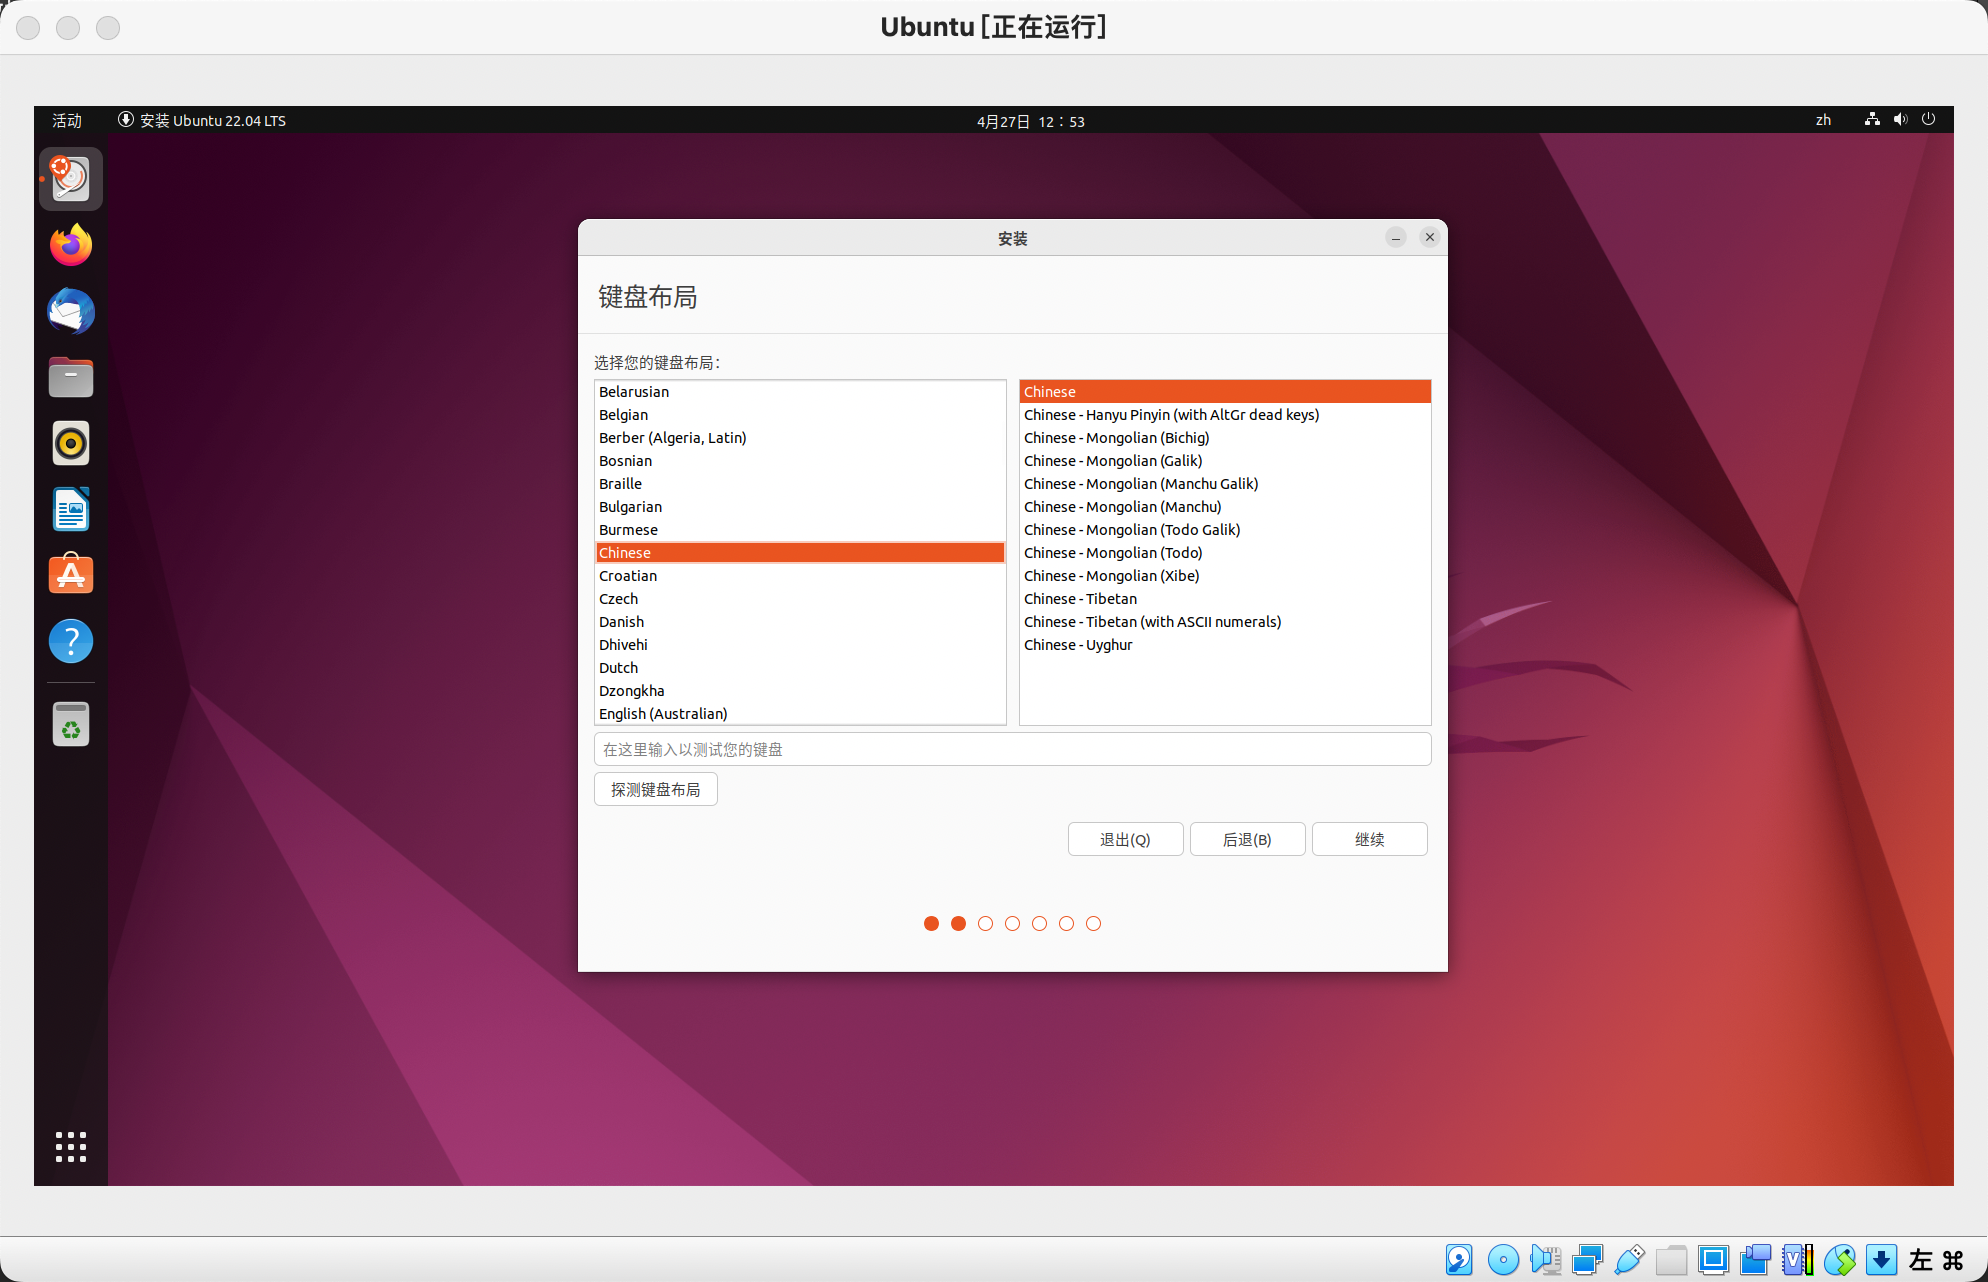 Ubuntu [正在运行]
活动
安装 Ubuntu 22.04 LTS
4月27日 12：53
zh
安装
键盘布局
选择您的键盘布局：
Belarusian
Belgian
Berber (Algeria, Latin)
Bosnian
Braille
Bulgarian
Burmese
Chinese
Croatian
Czech
Danish
Dhivehi
Dutch
Dzongkha
English (Australian)
Chinese
Chinese - Hanyu Pinyin (with AltGr dead keys)
Chinese - Mongolian (Bichig)
Chinese - Mongolian (Galik)
Chinese - Mongolian (Manchu Galik)
Chinese - Mongolian (Manchu)
Chinese - Mongolian (Todo Galik)
Chinese - Mongolian (Todo)
Chinese - Mongolian (Xibe)
Chinese - Tibetan
Chinese - Tibetan (with ASCII numerals)
Chinese - Uyghur
在这里输入以测试您的键盘
探测键盘布局
退出(Q)
后退(B)
继续
左 ⌘